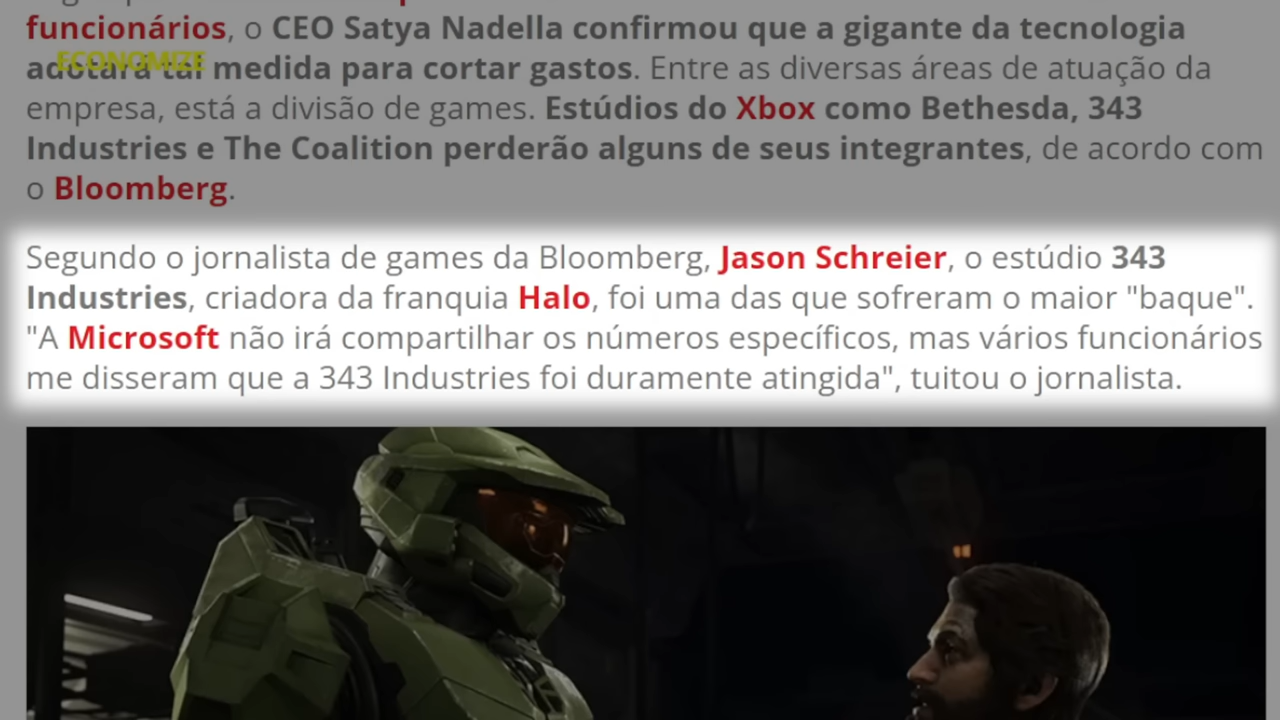 funcionários, o CEO Satya Nadella confirmou que a gigante da tecnologia
ECONOMIZE
adotará tal medida para cortar gastos. Entre as diversas áreas de atuação da
empresa, está a divisão de games. Estúdios do Xbox como Bethesda, 343
Industries e The Coalition perderão alguns de seus integrantes, de acordo com
o Bloomberg.
Segundo o jornalista de games da Bloomberg, Jason Schreier, o estúdio 343
Industries, criadora da franquia Halo, foi uma das que sofreram o maior "baque".
"A Microsoft não irá compartilhar os números específicos, mas vários funcionários
me disseram que a 343 Industries foi duramente atingida", tuitou o jornalista.